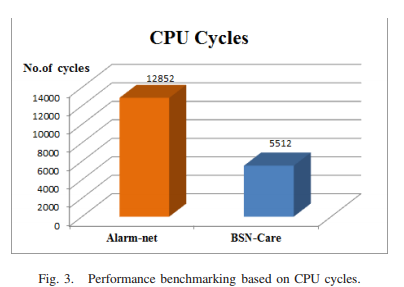 CPU Cycles
No.of cycles
12852
5512
14000
12000
10000
8000
6000
4000
2000
0
Alarm-net
BSN-Care
Fig. 3. Performance benchmarking based on CPU cycles.